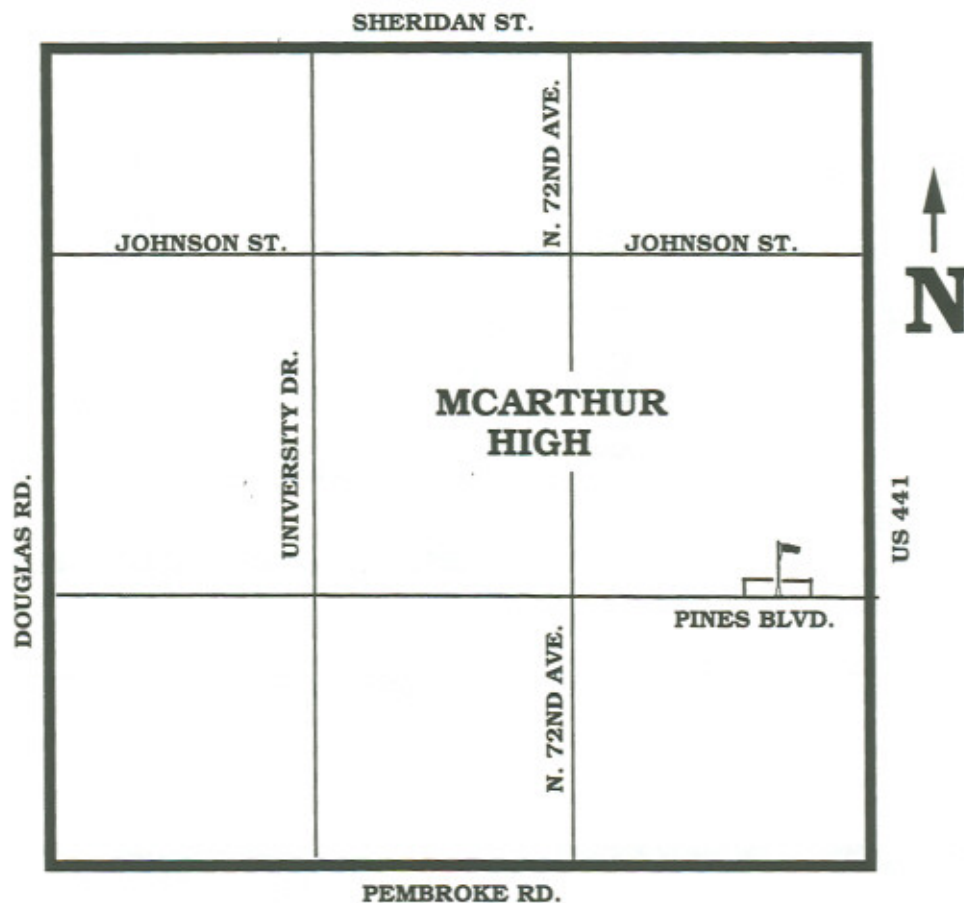 SHERIDAN ST.
N. 72ND AVE.
JOHNSON ST.
JOHNSON ST.
N
UNIVERSITY DR.
MCARTHUR
HIGH
DOUGLAS RD.
US 441
PINES BLVD.
N. 72ND AVE.
PEMBROKE RD.